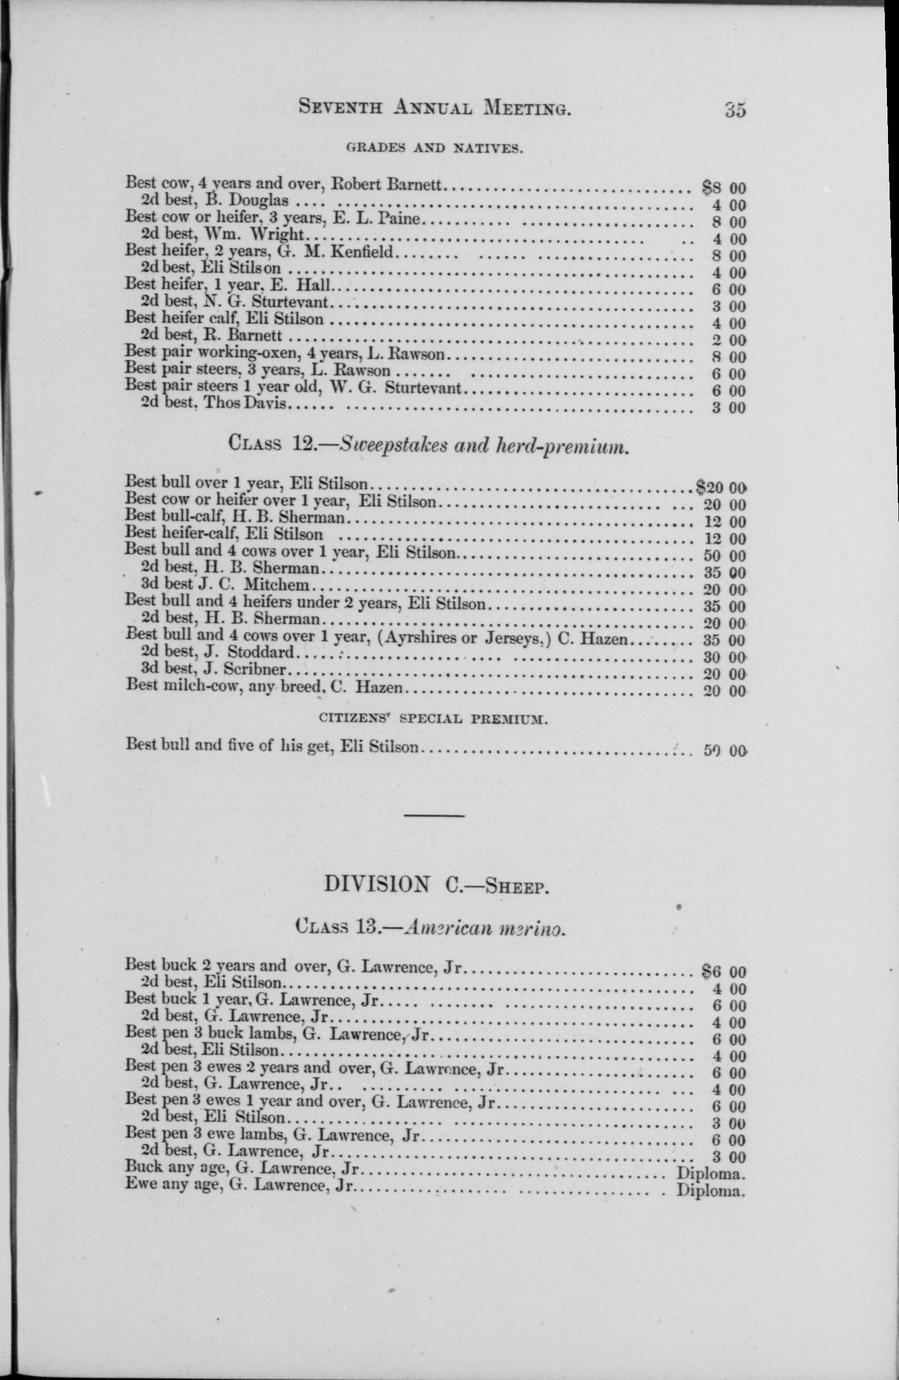 SEVENTH ANNUAL MEETING. 35
GRADES AND NATIVES.
Best cow, 4 years and over, Robert Barnett.............................. $8 00
2d best, B. Douglas .................................................. 4 00
Best cow or heifer, 3 years, E. L. Paine................................ 8 00
2d best, Wm. Wright.................................................. 4 00
Best heifer, 2 years, G. M. Kenfield.................................... 8 00
2d best, Eli Stilson .................................................. 4 00
Best heifer, 1 year, E. Hall............................................ 6 00
2d best, N. G. Sturtevant............................................. 3 00
Best heifer calf, Eli Stilson ........................................... 4 00
2d best, R. Barnett .................................................. 2 00
Best pair working-oxen, 4 years, L. Rawson.............................. 8 00
Best pair steers, 3 years, L. Rawson .................................... 6 00
Best pair steers 1 year old, W. G. Sturtevant............................ 6 00
2d best, Thos Davis................................................... 3 00
CLASS 12.—Sweepstakes and herd-premium.
Best bull over 1 year, Eli Stilson...................................... $20 00
Best cow or heifer over 1 year, Eli Stilson.............................. 20 00
Best bull-calf, H. B. Sherman........................................... 12 00
Best heifer-calf, Eli Stilson .......................................... 12 00
Best bull and 4 cows over 1 year, Eli Stilson............................ 50 00
2d best, H. B. Sherman............................................... 35 00
3d best J. C. Mitchem................................................ 20 00
Best bull and 4 heifers under 2 years, Eli Stilson........................ 35 00
2d best, H. B. Sherman............................................... 20 00
Best bull and 4 cows over 1 year, (Ayrshires or Jerseys,) C. Hazen........ 35 00
2d best, J. Stoddard.................................................. 30 00
3d best, J. Scribner................................................... 20 00
Best milch-cow, any breed, C. Hazen.................................... 20 00
CITIZENS' SPECIAL PREMIUM.
Best bull and five of his get, Eli Stilson................................ 50 00
DIVISION C.—SHEEP.
CLASS 13.—American merino.
Best buck 2 years and over, G. Lawrence, Jr............................ $6 00
2d best, Eli Stilson................................................... 4 00
Best buck 1 year, G. Lawrence, Jr...................................... 6 00
2d best, G. Lawrence, Jr.............................................. 4 00
Best pen 3 buck lambs, G. Lawrence, Jr................................ 6 00
2d best, Eli Stilson................................................... 4 00
Best pen 3 ewes 2 years and over, G. Lawrence, Jr....................... 6 00
2d best, G. Lawrence, Jr.............................................. 4 00
Best pen 3 ewes 1 year and over, G. Lawrence, Jr........................ 6 00
2d best, Eli Stilson................................................... 3 00
Best pen 3 ewe lambs, G. Lawrence, Jr................................. 6 00
2d best, G. Lawrence, Jr.............................................. 3 00
Buck any age, G. Lawrence, Jr..................................... Diploma.
Ewe any age, G. Lawrence, Jr...................................... Diploma.